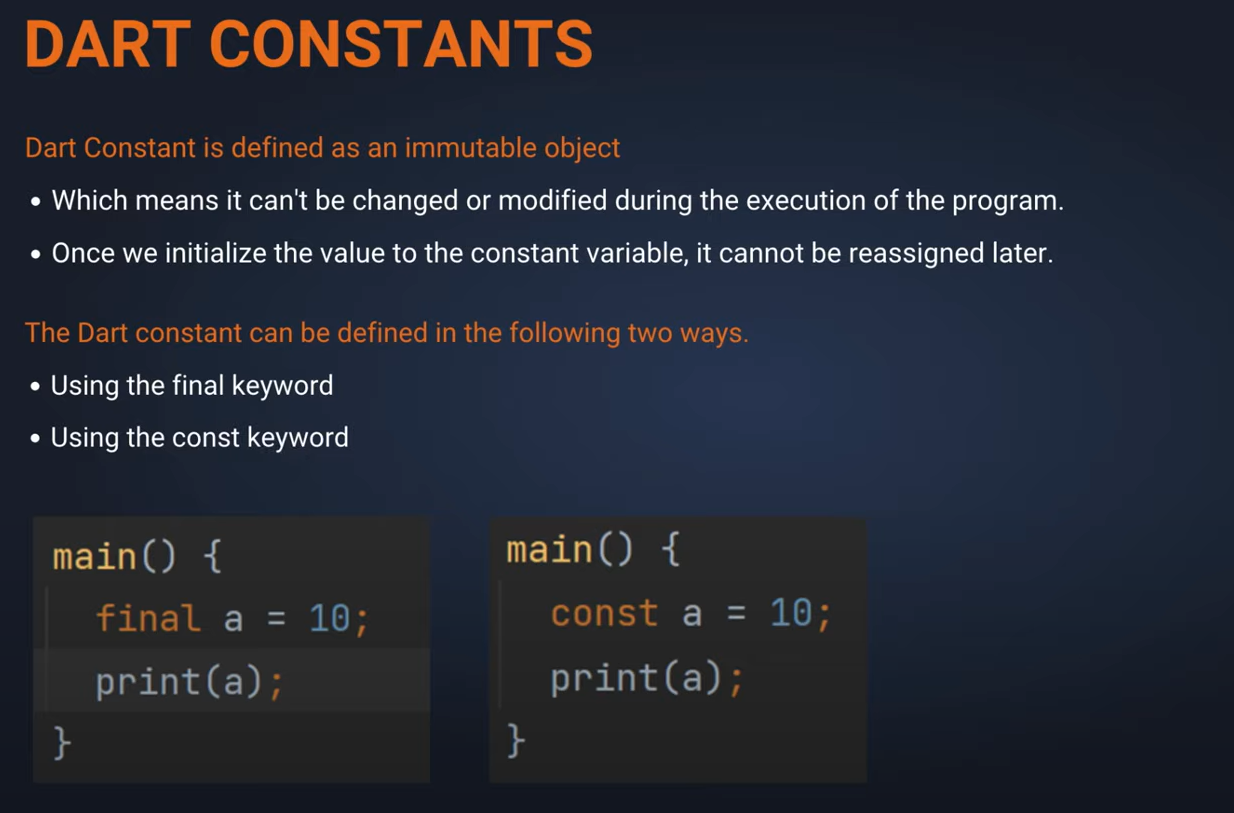 DART CONSTANTS
Dart Constant is defined as an immutable object
• Which means it can't be changed or modified during the execution of the program.
• Once we initialize the value to the constant variable, it cannot be reassigned later.
The Dart constant can be defined in the following two ways.
• Using the final keyword
• Using the const keyword
main() {
final a = 10;
print(a);
}
main() {
const a = 10;
print(a);
}